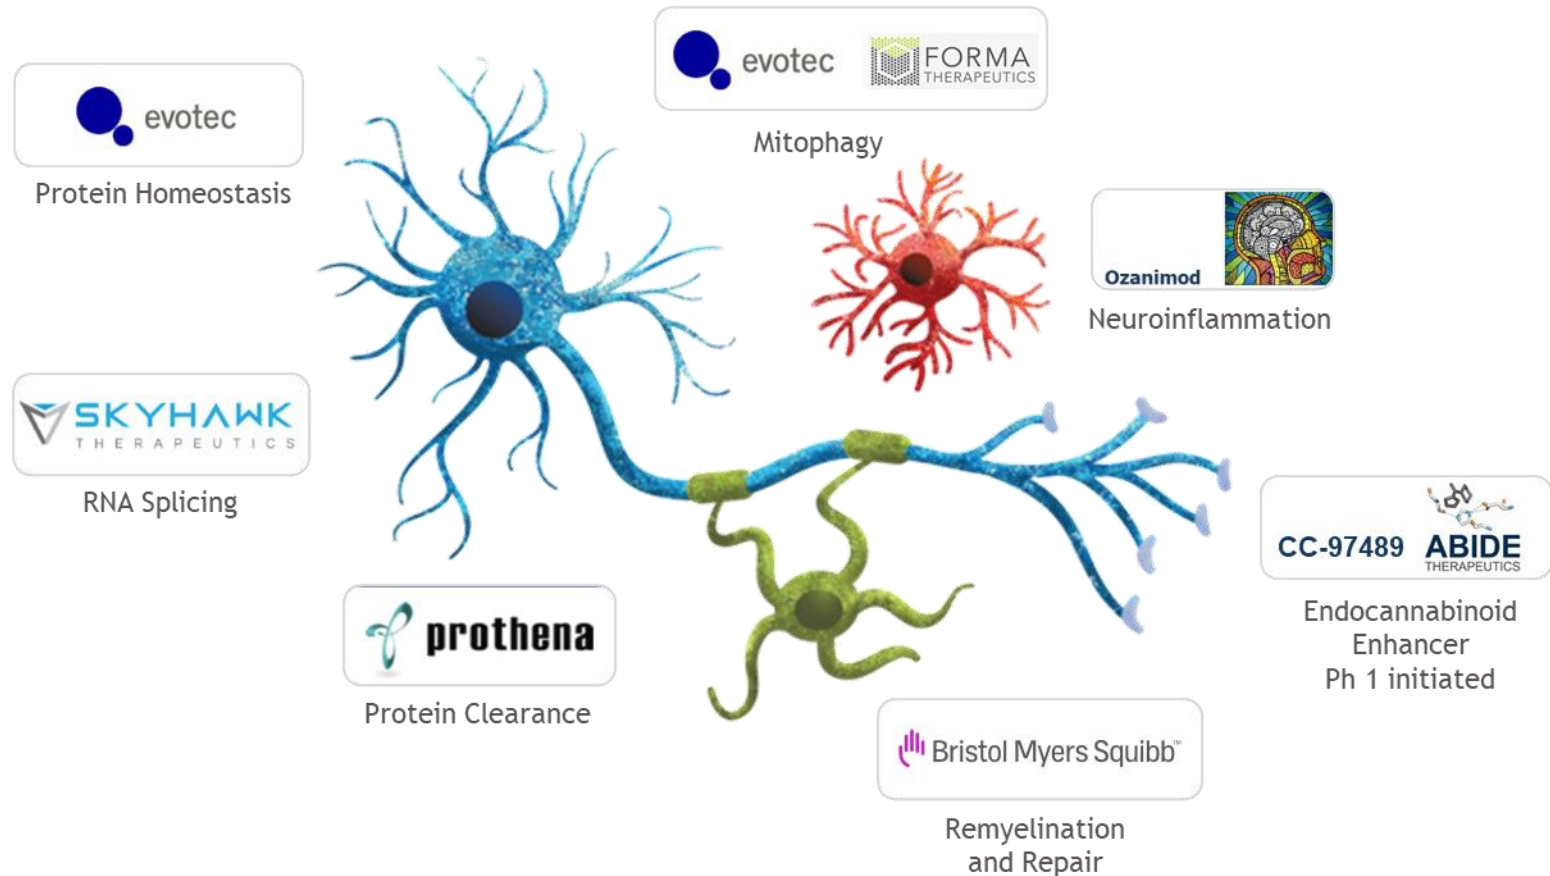 evotec
FORMA
THERAPEUTICS
Mitophagy
evotec
Protein Homeostasis
Ozanimod
Neuroinflammation
SKYHAWK
THERAPEUTICS
RNA Splicing
CC-97489
ABIDE
THERAPEUTICS
Endocannabinoid
Enhancer
Ph 1 initiated
prothena
Protein Clearance
Bristol Myers Squibb™
Remyelination
and Repair